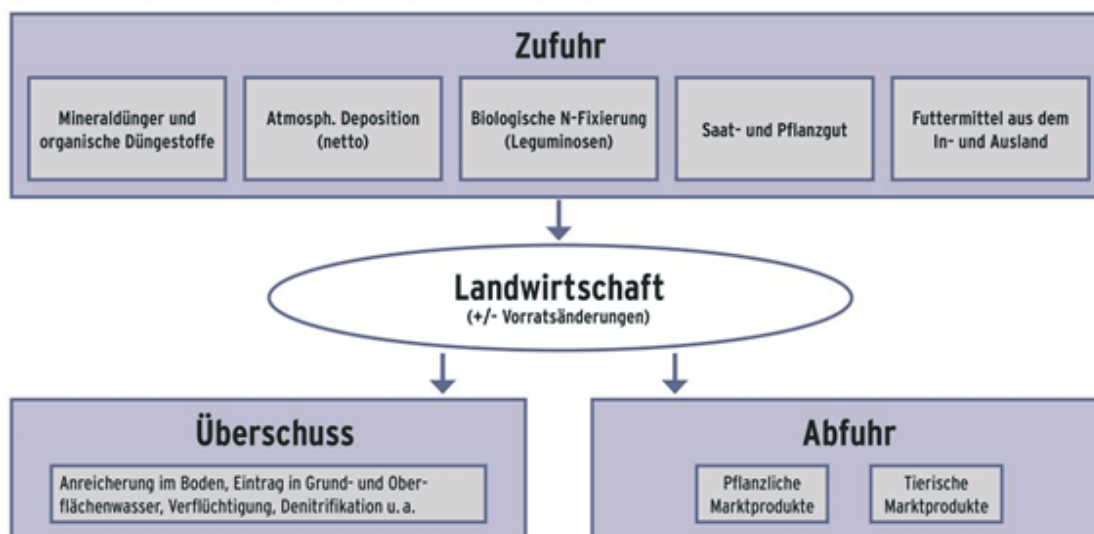 Zufuhr
Mineraldünger und
organische Düngestoffe
Atmosph. Deposition
(netto)
Biologische N-Fixierung
(Leguminosen)
Saat- und Pflanzgut
Futtermittel aus dem
In- und Ausland
Landwirtschaft
(+/- Vorratsänderungen)
Überschuss
Anreicherung im Boden, Eintrag in Grund- und Ober-
flächenwasser, Verflüchtigung, Denitrifikation u. a.
Abfuhr
Pflanzliche
Marktprodukte
Tierische
Marktprodukte